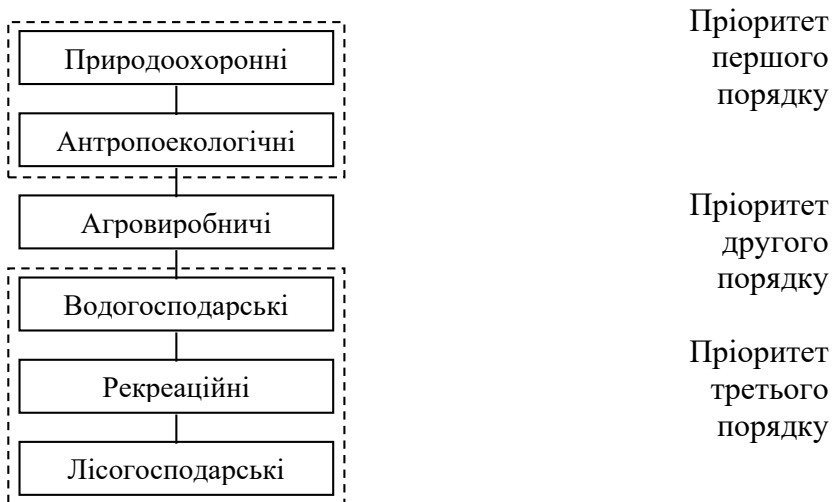 Природоохоронні
Антропоекологічні
Агровиробничі
Водогосподарські
Рекреаційні
Лісогосподарські
Пріоритет
першого
порядку
Пріоритет
другого
порядку
Пріоритет
третього
порядку